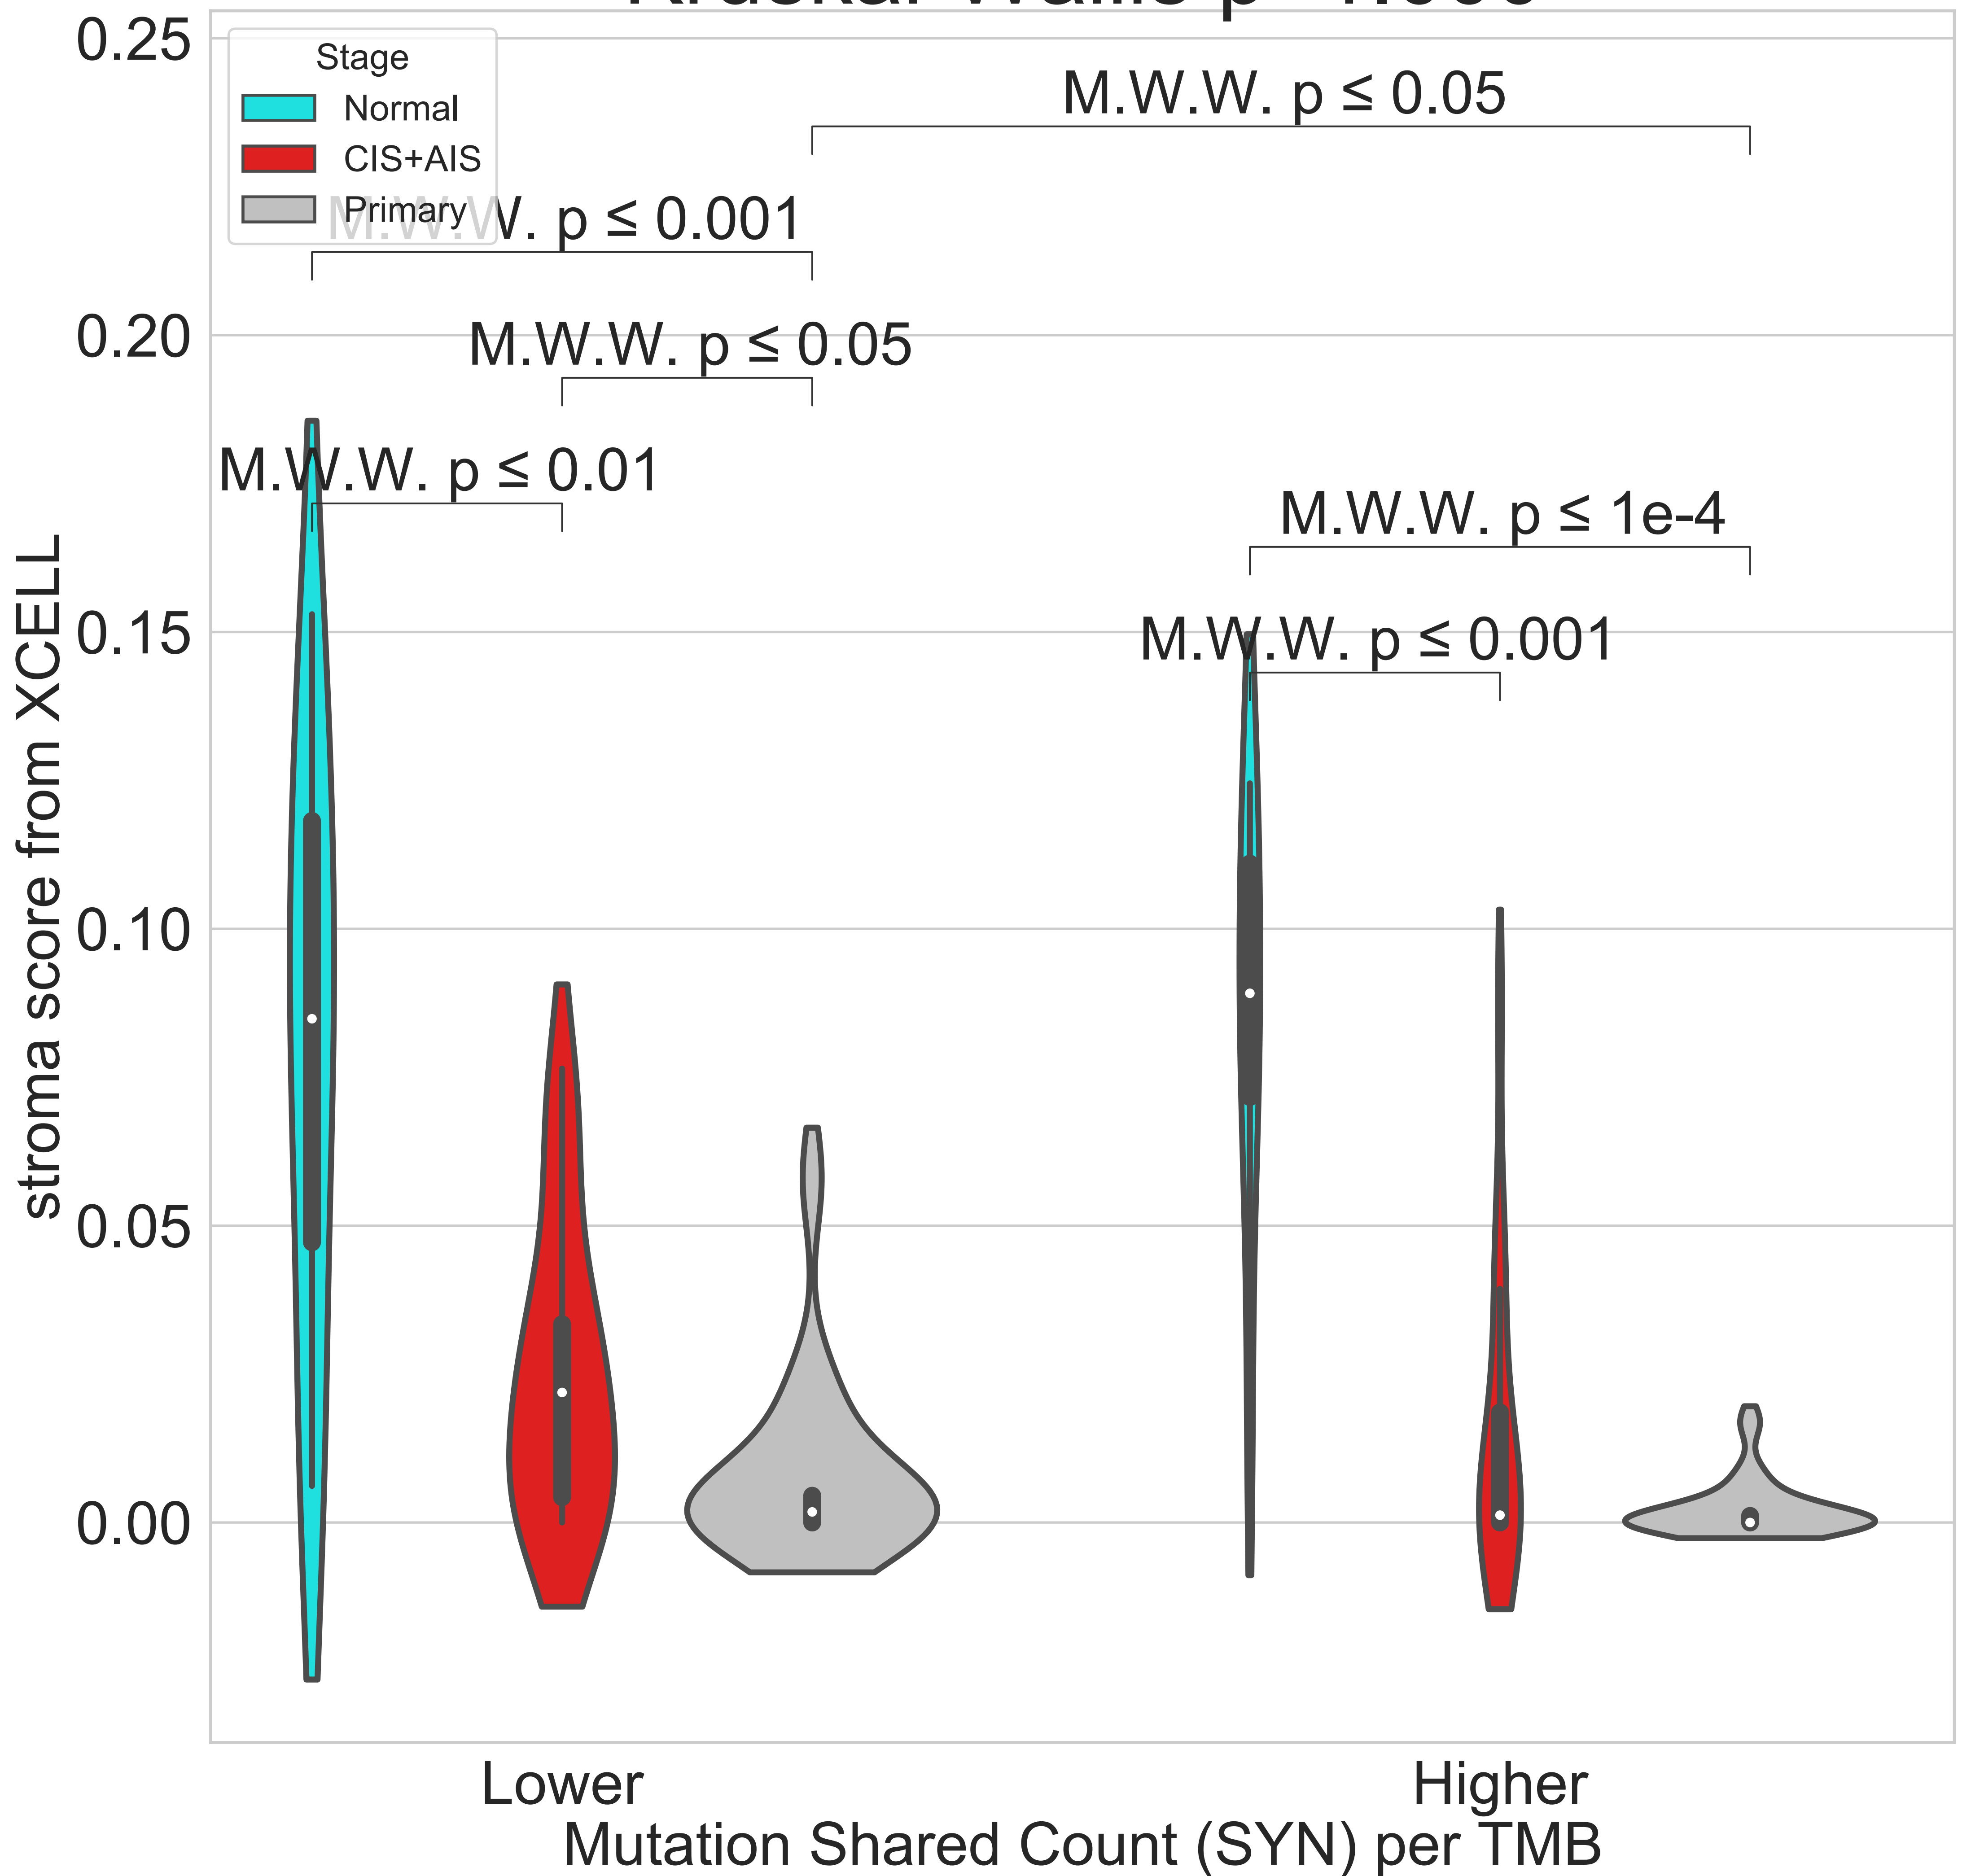 0.25
Stage
Normal
CIS+AIS
Primary
M.W.W. p ≤ 0.05
M.W.W. p ≤ 0.001
0.20
M.W.W. p ≤ 0.05
M.W.W. p ≤ 0.01
M.W.W. p ≤ 1e-4
M.W.W. p ≤ 0.001
0.15
0.10
0.05
0.00
stroma score from XCELL
Lower
Higher
Mutation Shared Count (SYN) per TMB